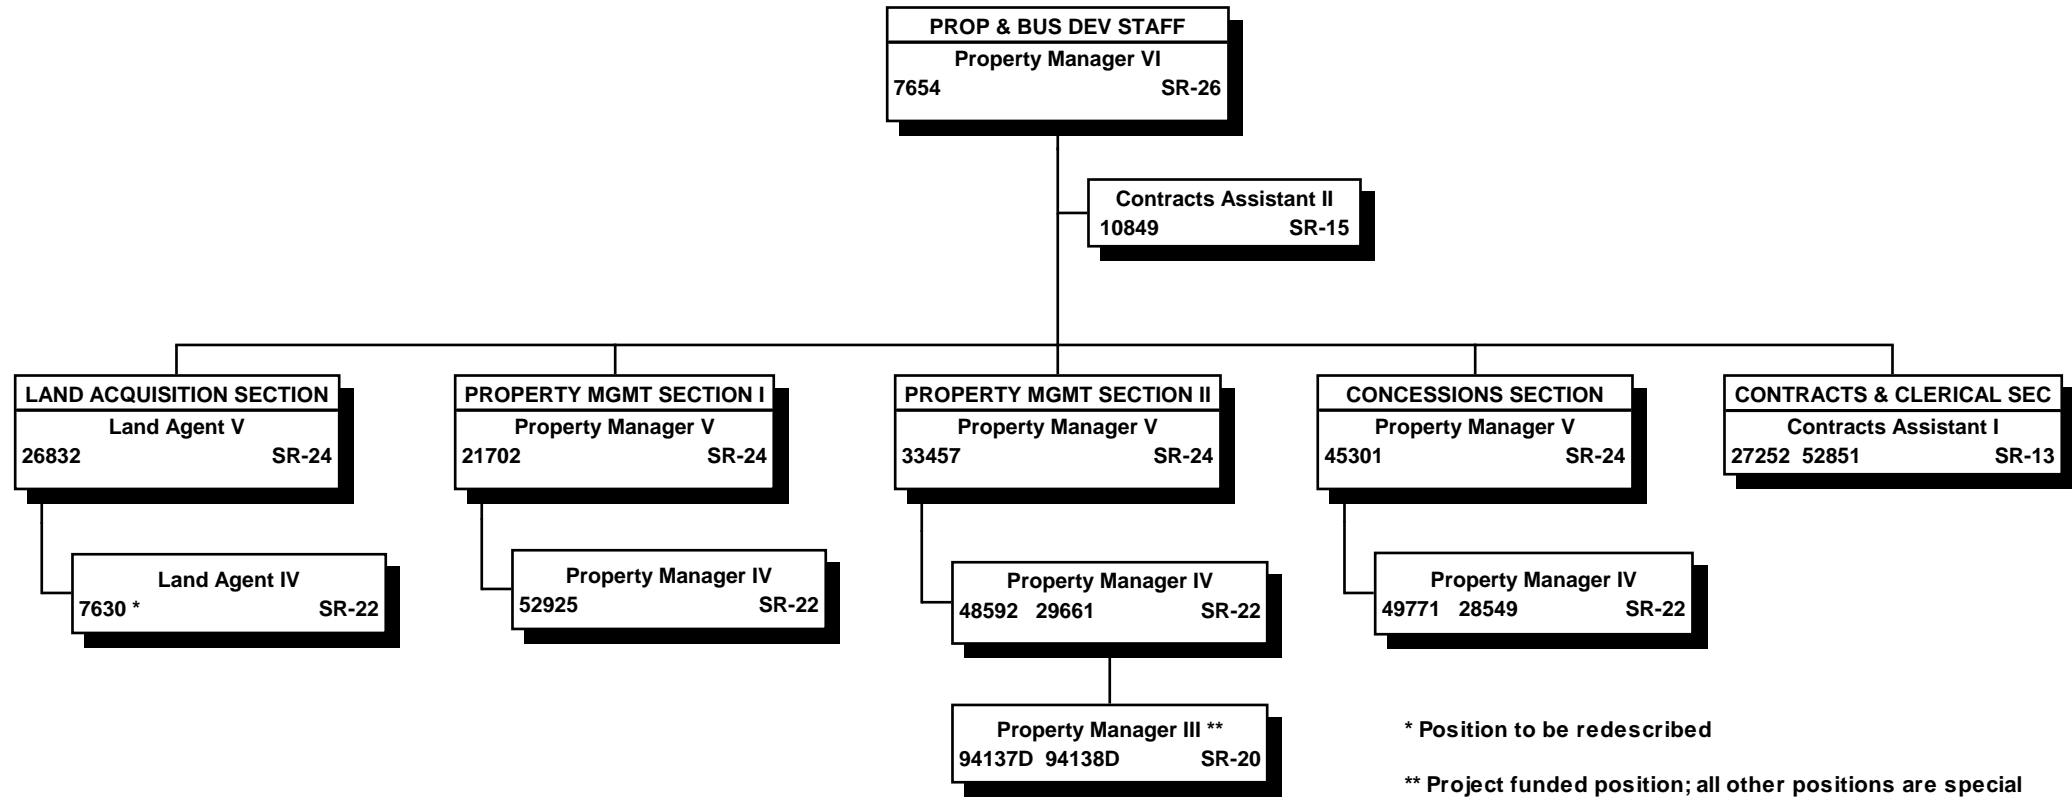 PROP & BUS DEV STAFF
Property Manager VI
7654 SR-26
Contracts Assistant II
10849 SR-15
LAND ACQUISITION SECTION
Land Agent V
26832 SR-24
PROPERTY MGMT SECTION I
Property Manager V
21702 SR-24
PROPERTY MGMT SECTION II
Property Manager V
33457 SR-24
CONCESSIONS SECTION
Property Manager V
45301 SR-24
CONTRACTS & CLERICAL SEC
Contracts Assistant I
27252 52851 SR-13
Land Agent IV
7630 * SR-22
Property Manager IV
52925 SR-22
Property Manager IV
48592 29661 SR-22
Property Manager IV
49771 28549 SR-22
Property Manager III **
94137D 94138D SR-20
* Position to be redescribed
** Project funded position; all other positions are special